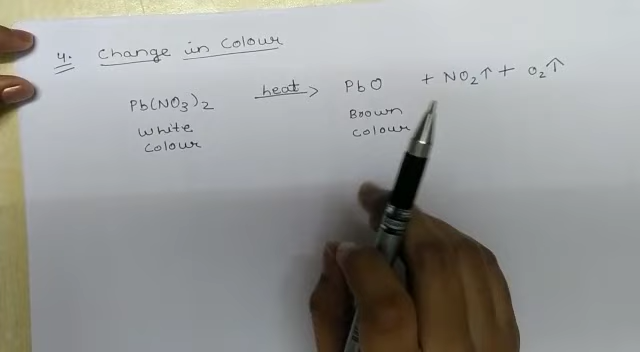 4. Change in Colour
Pb(NO3)2 heat> PbO + NO2↑ + O2↑
White Brown
Colour Colour